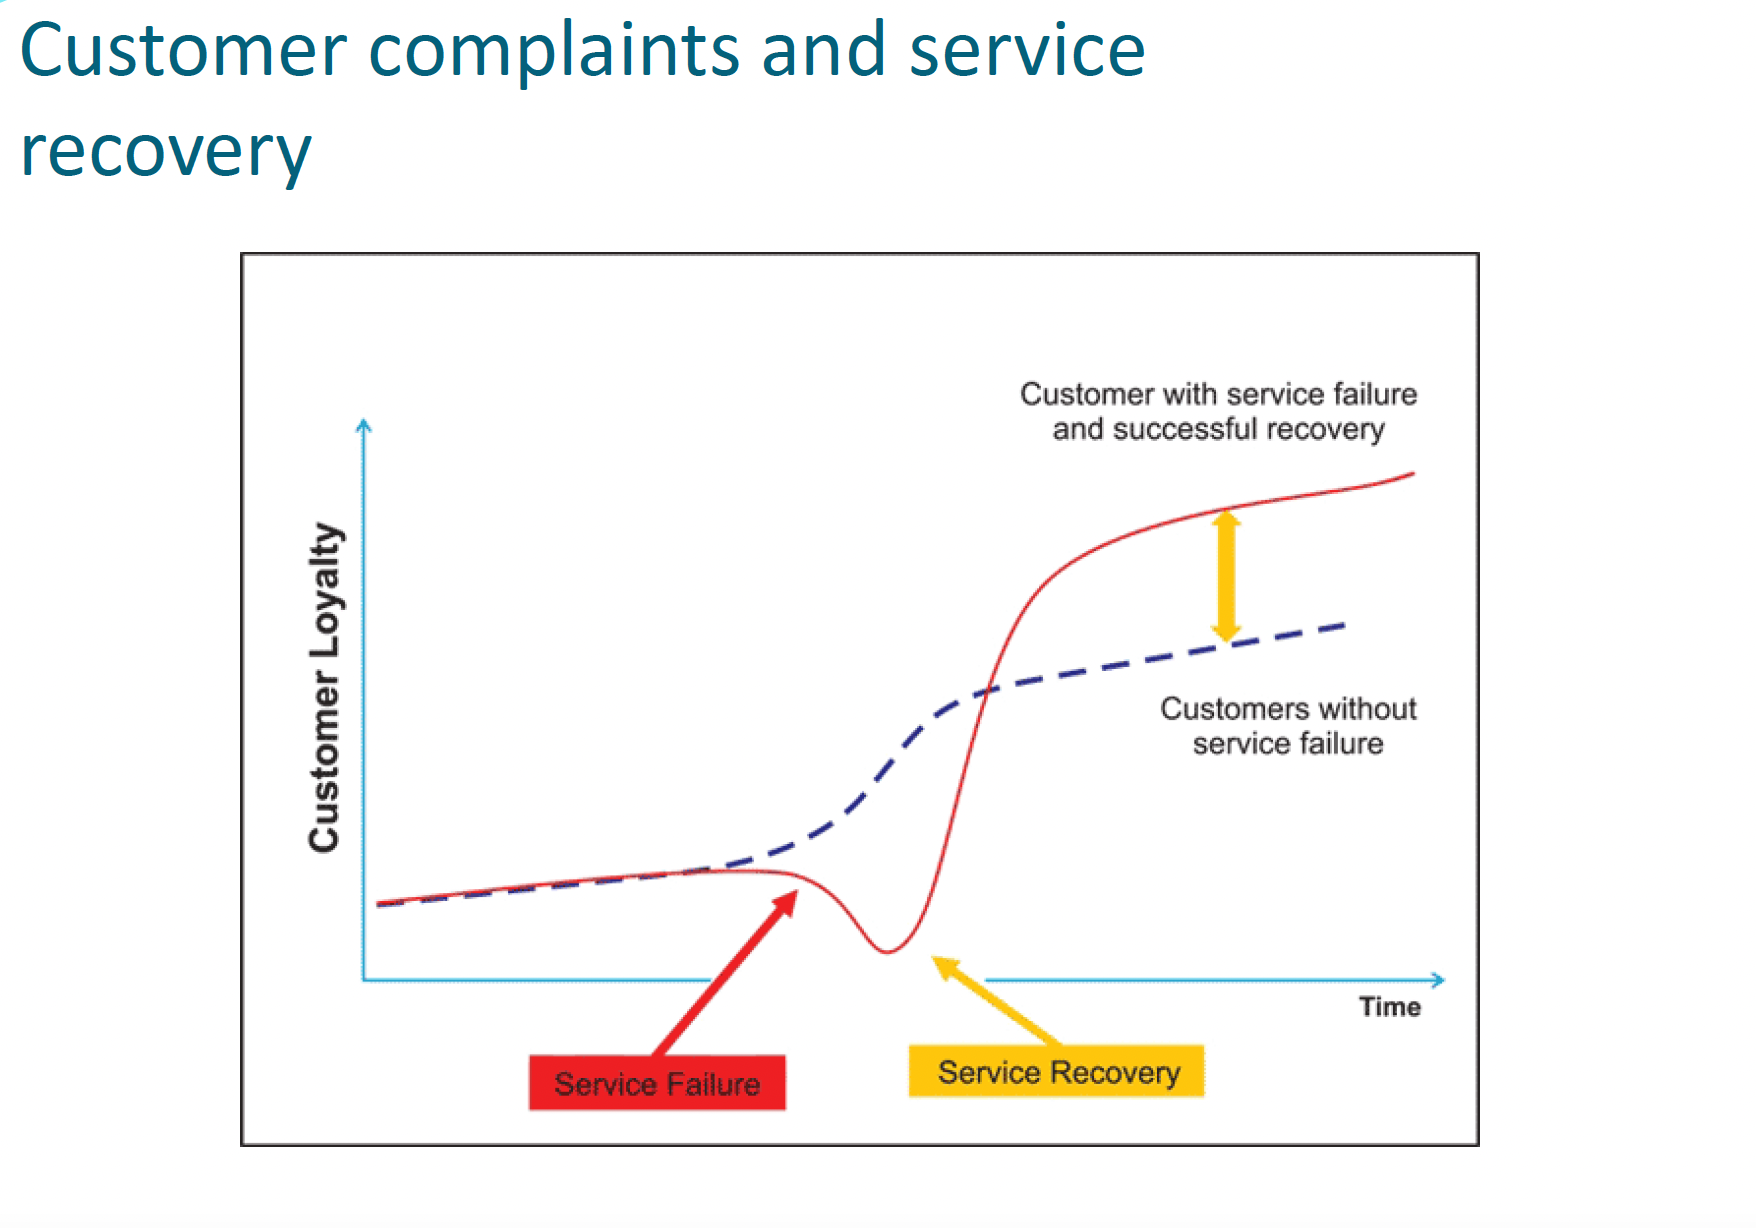 Customer complaints and service
recovery
Customer with service failure
and successful recovery
Customer Loyalty
Customers without
service failure
Time
Service Failure
Service Recovery